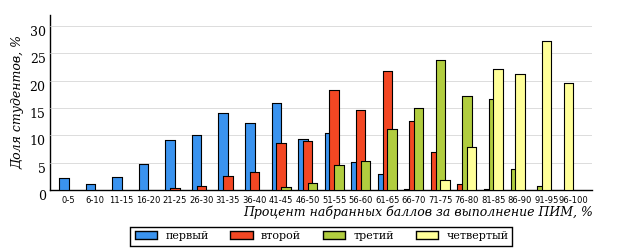 30
25
20
15
10
5
0
Доля студентов, %
0-5 6-10 11-15 16-20 21-25 26-30 31-35 36-40 41-45 46-50 51-55 56-60 61-65 66-70 71-75 76-80 81-85 86-90 91-95 96-100
Процент набранных баллов за выполнение ПИМ, %
первый второй третий четвертый